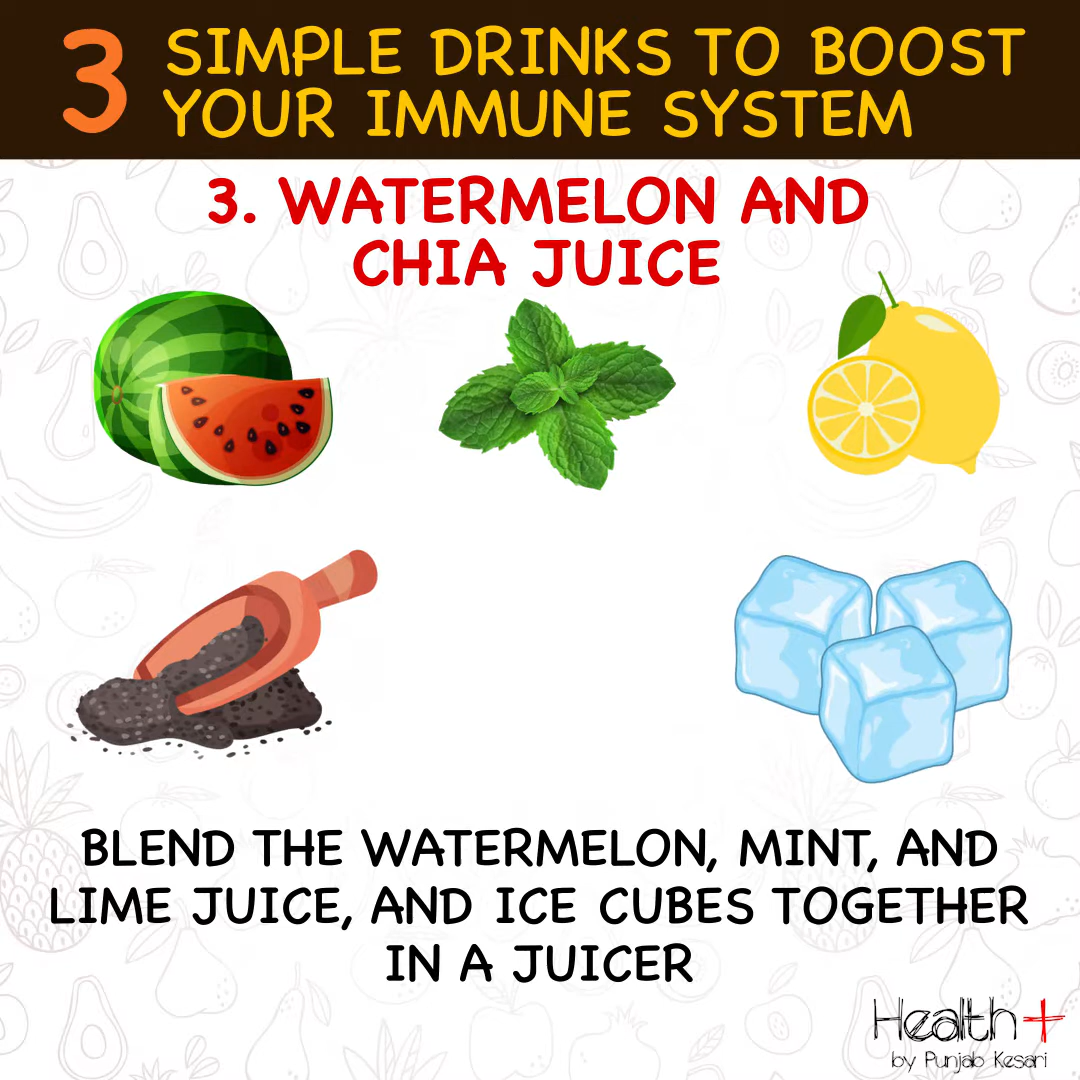 3 SIMPLE DRINKS TO BOOST
YOUR IMMUNE SYSTEM
3. WATERMELON AND
CHIA JUICE
BLEND THE WATERMELON, MINT, AND
LIME JUICE, AND ICE CUBES TOGETHER
IN A JUICER
Health+
by Punjab Kesari